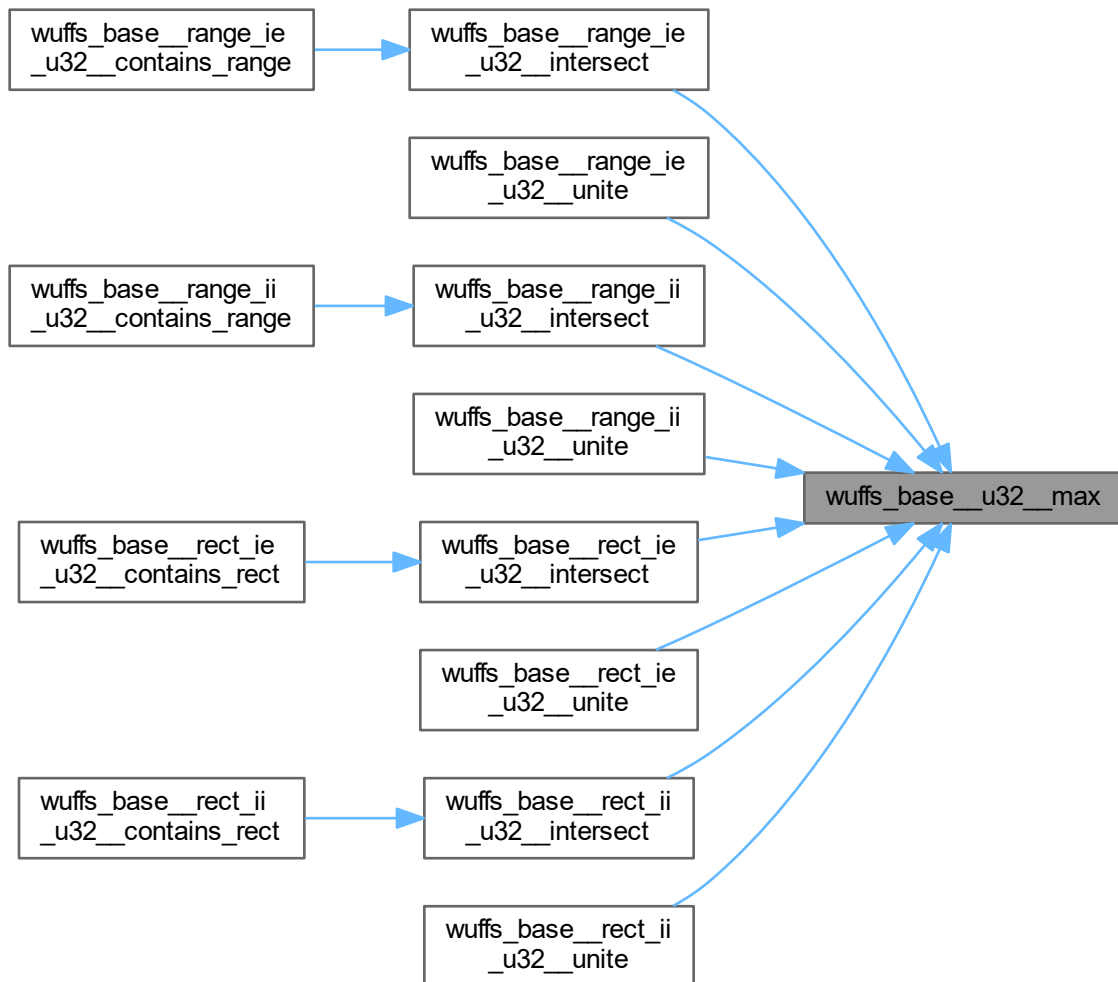 wuffs_base__range_ie
_u32__contains_range
wuffs_base__range_ie
_u32__intersect
wuffs_base__range_ie
_u32__unite
wuffs_base__range_ii
_u32__contains_range
wuffs_base__range_ii
_u32__intersect
wuffs_base__range_ii
_u32__unite
wuffs_base__u32__max
wuffs_base__rect_ie
_u32__contains_rect
wuffs_base__rect_ie
_u32__intersect
wuffs_base__rect_ie
_u32__unite
wuffs_base__rect_ii
_u32__contains_rect
wuffs_base__rect_ii
_u32__intersect
wuffs_base__rect_ii
_u32__unite